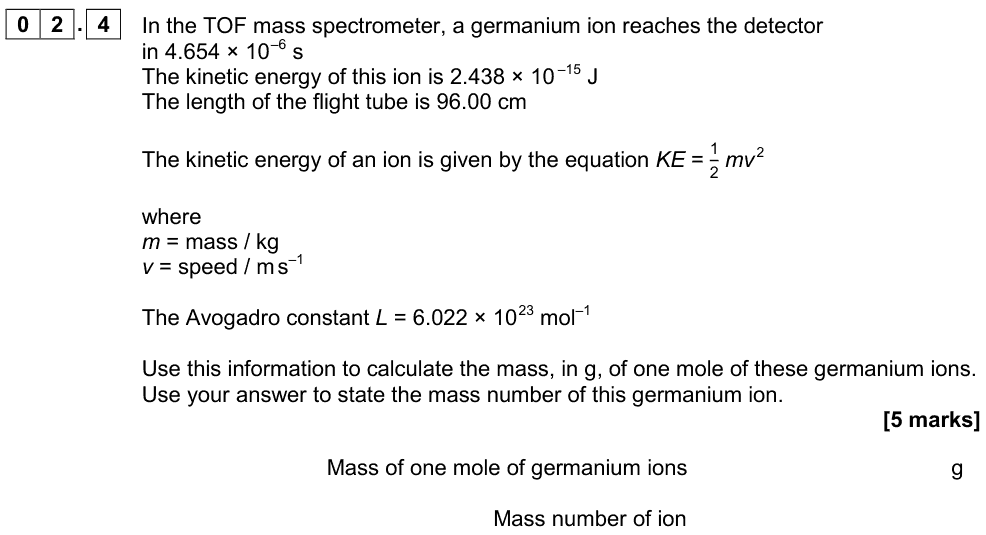 02.4 In the TOF mass spectrometer, a germanium ion reaches the detector
in 4.654 × 10⁻⁶ s
The kinetic energy of this ion is 2.438 × 10⁻¹⁵ J
The length of the flight tube is 96.00 cm
The kinetic energy of an ion is given by the equation KE = 1/2 mv²
where
m = mass / kg
v = speed / m s⁻¹
The Avogadro constant L = 6.022 × 10²³ mol⁻¹
Use this information to calculate the mass, in g, of one mole of these germanium ions.
Use your answer to state the mass number of this germanium ion.
[5 marks]
Mass of one mole of germanium ions g
Mass number of ion